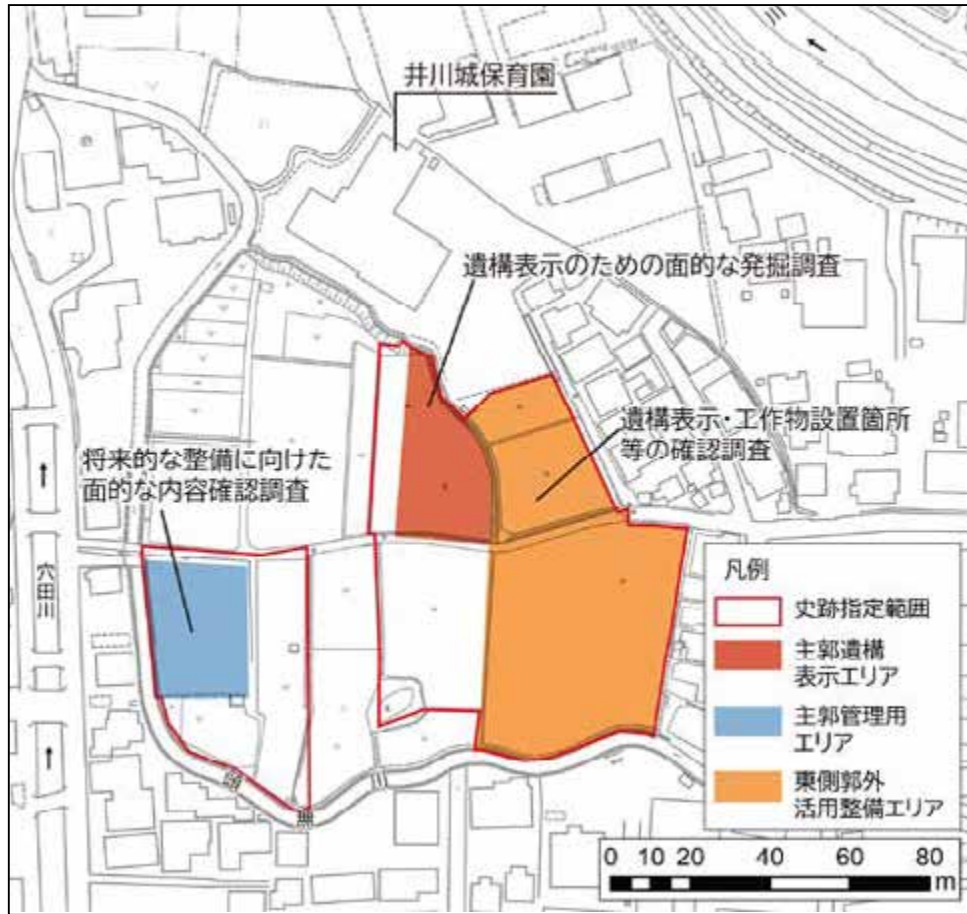 井川城保育園
遺構表示のための面的な発掘調査
遺構表示・工作物設置箇所
等の確認調査
将来的な整備に向けた
面的な内容確認調査
穴田川
川
凡例
史跡指定範囲
主郭遺構
表示エリア
主郭管理用
エリア
東側郭外
活用整備エリア
0 10 20 40 60 80
m